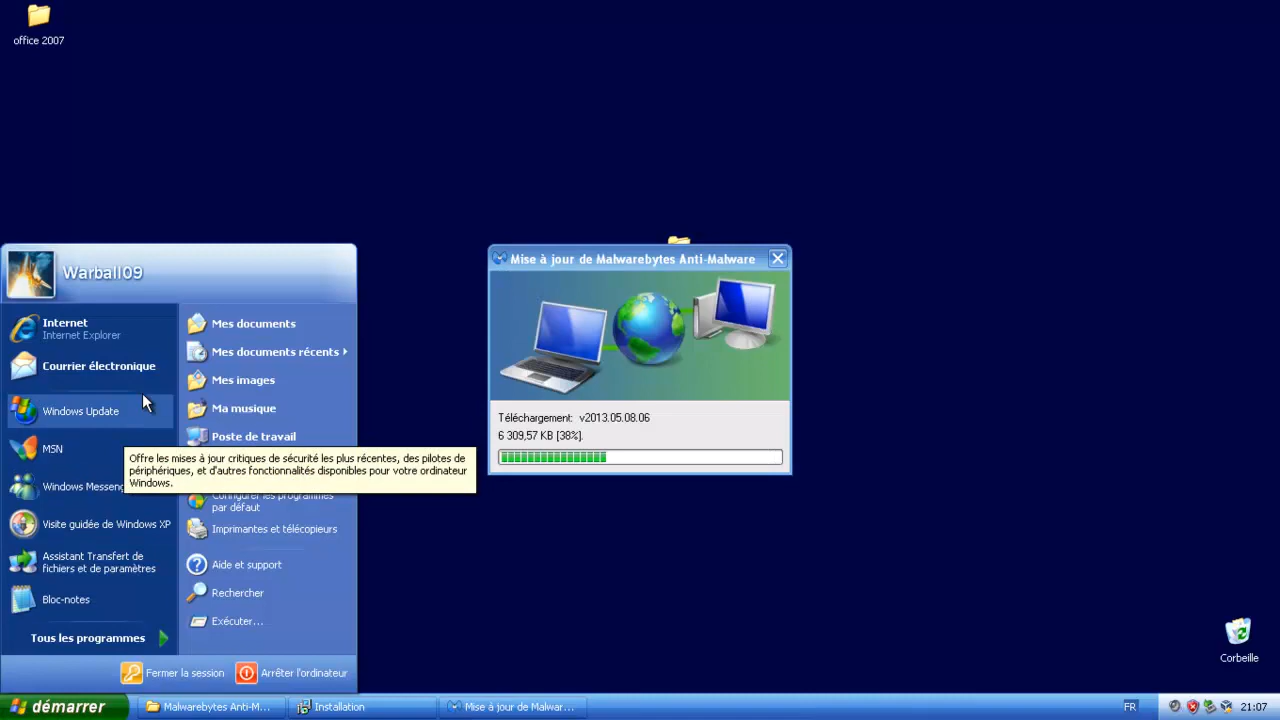 office 2007
Warball09
Internet
Internet Explorer
Courrier électronique
Windows Update
MSN
Windows Messeng
Visite guidée de Windows XP
Assistant Transfert de
fichiers et de paramètres
Bloc-notes
Tous les programmes
Mes documents
Mes documents récents
Mes images
Ma musique
Poste de travail
Offre les mises à jour critiques de sécurité les plus récentes, des pilotes de
périphériques, et d'autres fonctionnalités disponibles pour votre ordinateur
Windows.
Configurer les programmes
par défaut
Imprimantes et télécopieurs
Aide et support
Rechercher
Exécuter...
Fermer la session
Arrêter l'ordinateur
Mise à jour de Malwarebytes Anti-Malware
Téléchargement: v2013.05.08.06
6 309,57 KB [38%].
Corbeille
démarrer
Malwarebytes Anti-M...
Installation
Mise à jour de Malwar...
FR
21:07